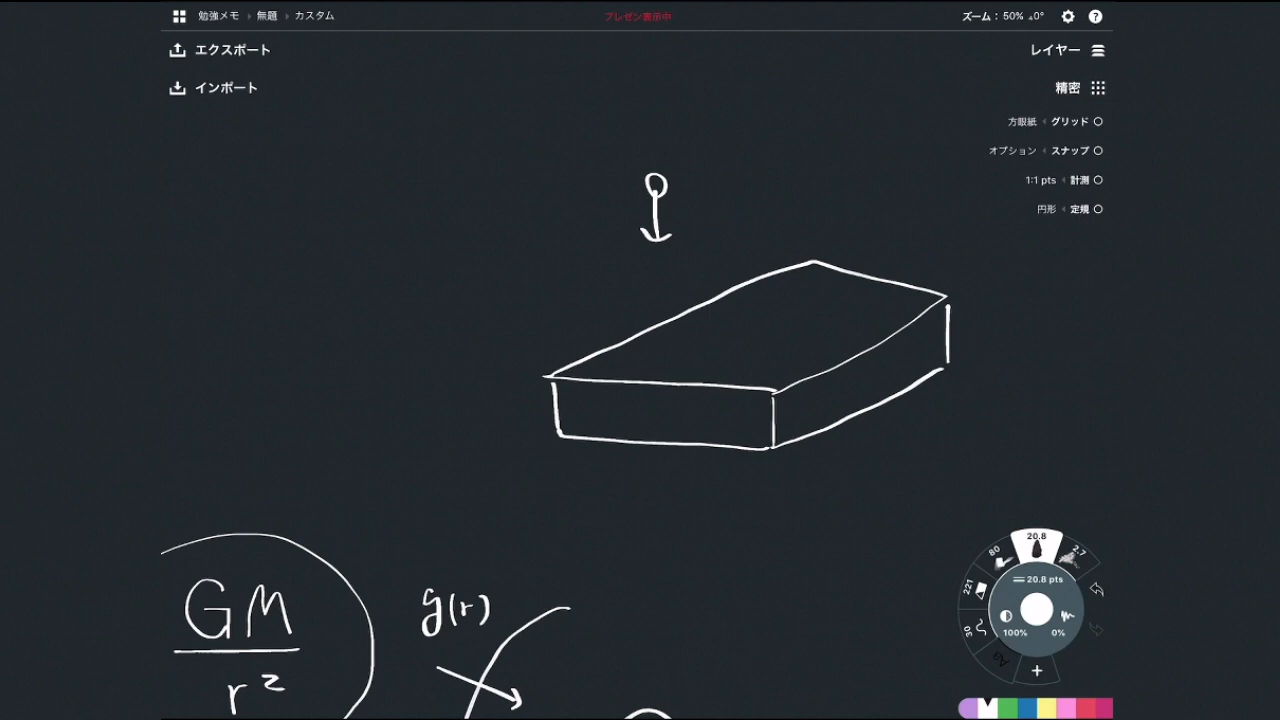 勉強メモ 無題 カスタム
プレゼン表示中
ズーム：50% 0°
エクスポート
レイヤー
インポート
精密
方眼紙 グリッド
オプション スナップ
1:1 pts 計測
円形 定規
20.8
80
2.7
221
20.8 pts
30
100%
0%
Aa
+
GM
r²
g(r)